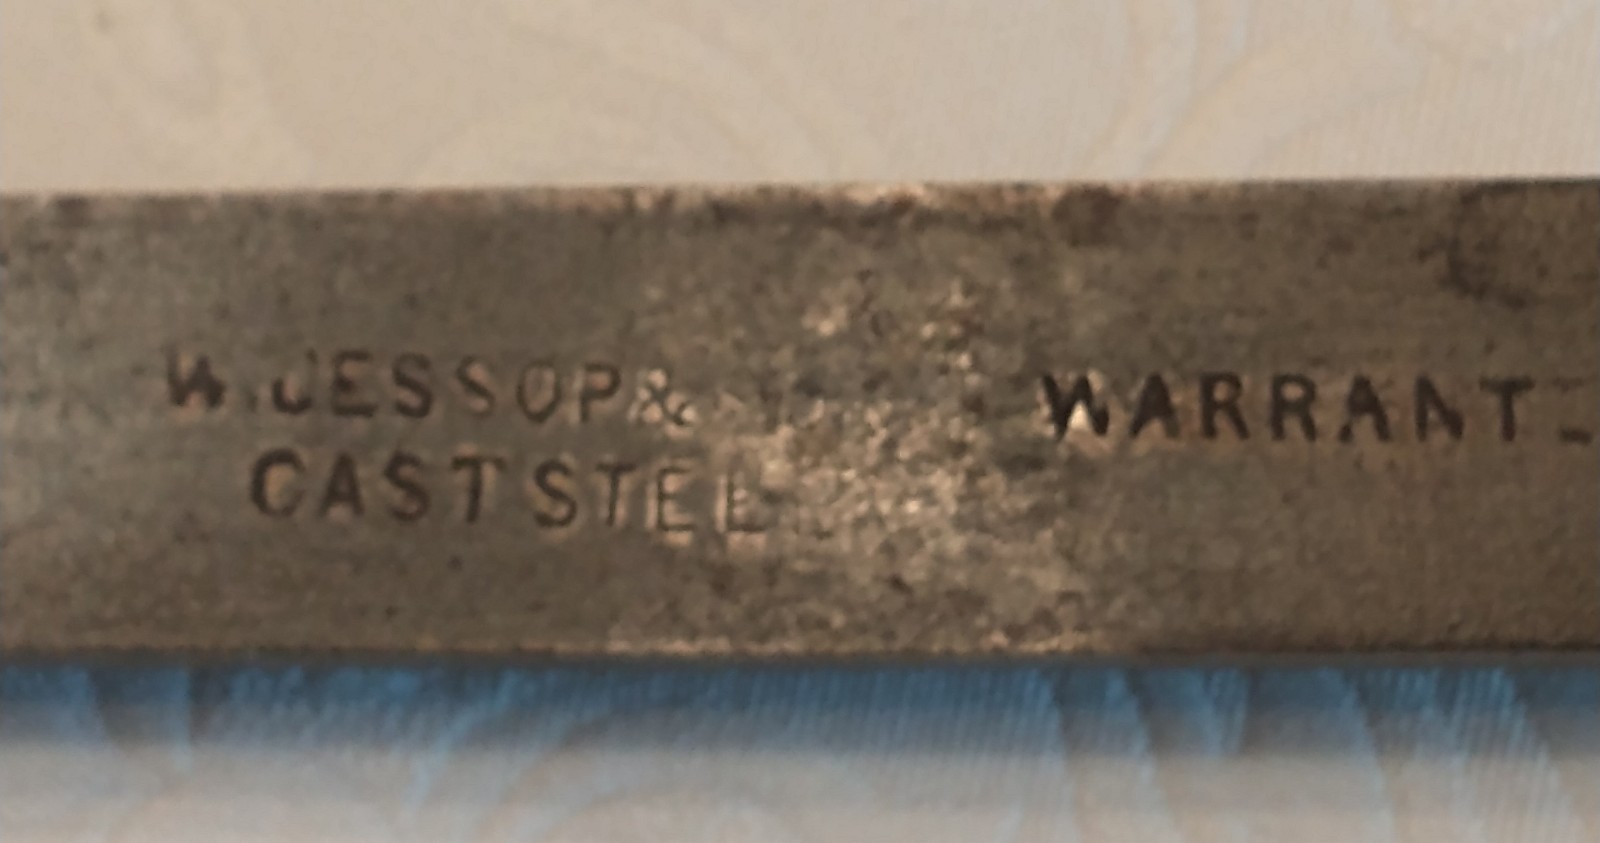 W. JESSOP &
WARRANT
CAST STEEL